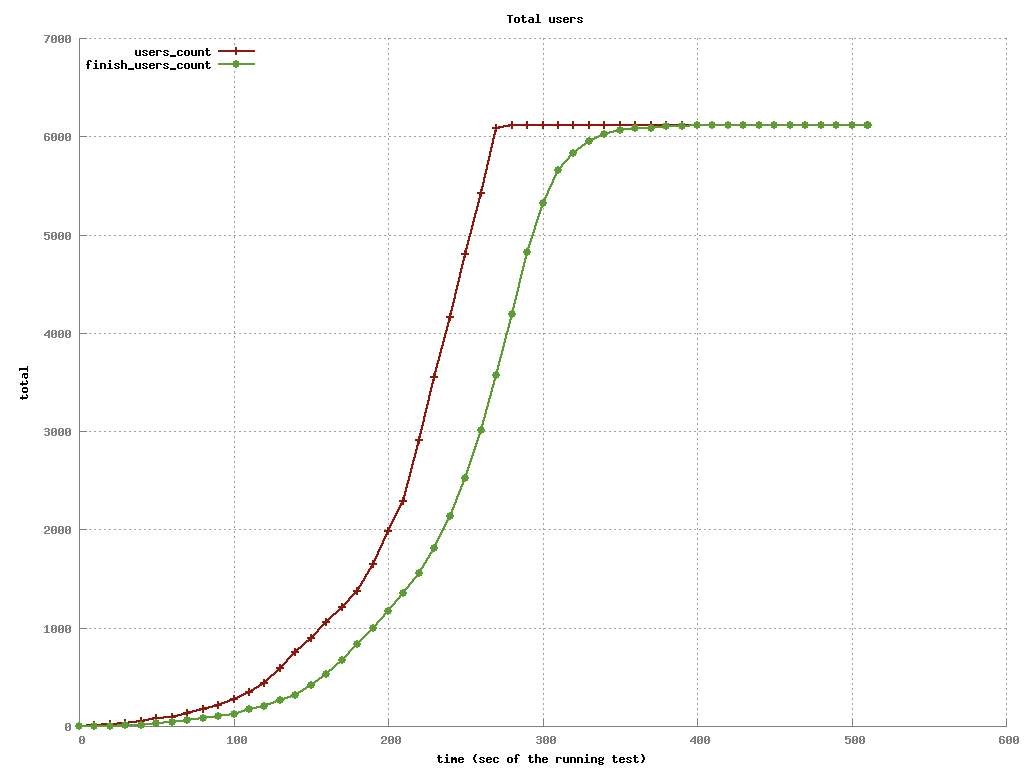 Total users
7000
users_count
finish_users_count
6000
5000
4000
total
3000
2000
1000
0
0 100 200 300 400 500 600
time (sec of the running test)